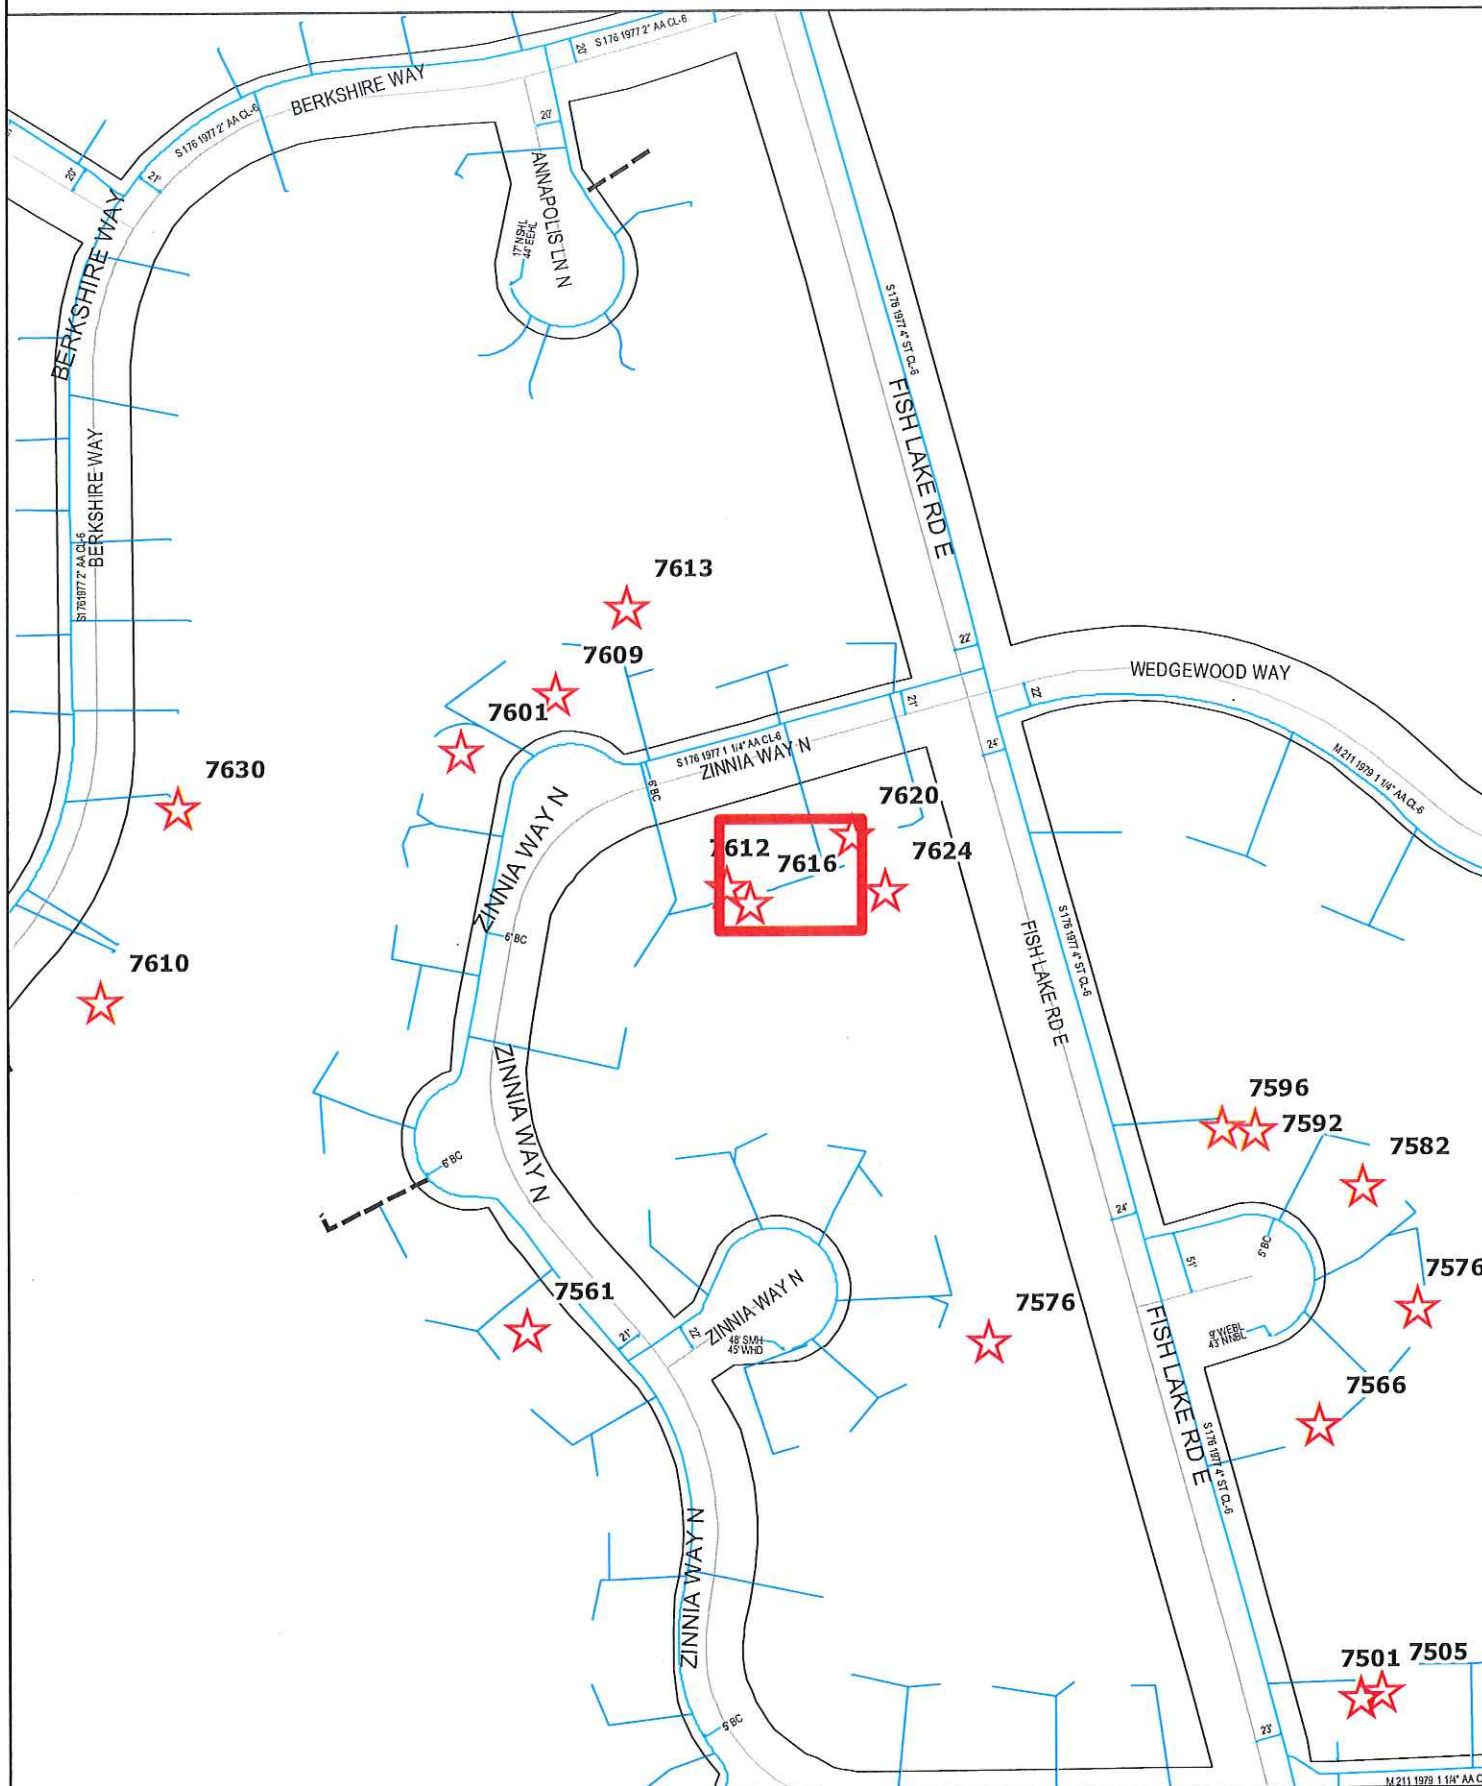 S 176 1977 2" AA CL-6
20'
BERKSHIRE WAY
S 176 1977 2" AA CL-6
20'
21'
20'
ANNAPOLIS LN N
17' NSHL
44' EEHL
BERKSHIRE WAY
S 176 1977 4" ST CL-6
FISH LAKE RD E
BERKSHIRE WAY
S1761977 2" AA CL-6
7613
22'
7609
WEDGEWOOD WAY
22'
21'
7601
S 176 1977 1 1/4" AA CL-6
ZINNIA WAY N
24'
M 211 1979 1 1/4" AA CL-6
7630
6' BC
7620
ZINNIA WAY N
7612
7616
7624
6' BC
S 176 1977 4" ST CL-6
FISH LAKE RD E
7610
ZINNIA WAY N
7596
7592
7582
6' BC
24'
5' BC
51'
7576
7561
ZINNIA WAY N
21'
22'
48' SMH
45' WHD
7576
FISH LAKE RD E
9' WEBL
43' NNBL
7566
S 176 1977 4" ST CL-6
ZINNIA WAY N
7501
7505
5' BC
23'
M 211 1979 1 1/4" AA C